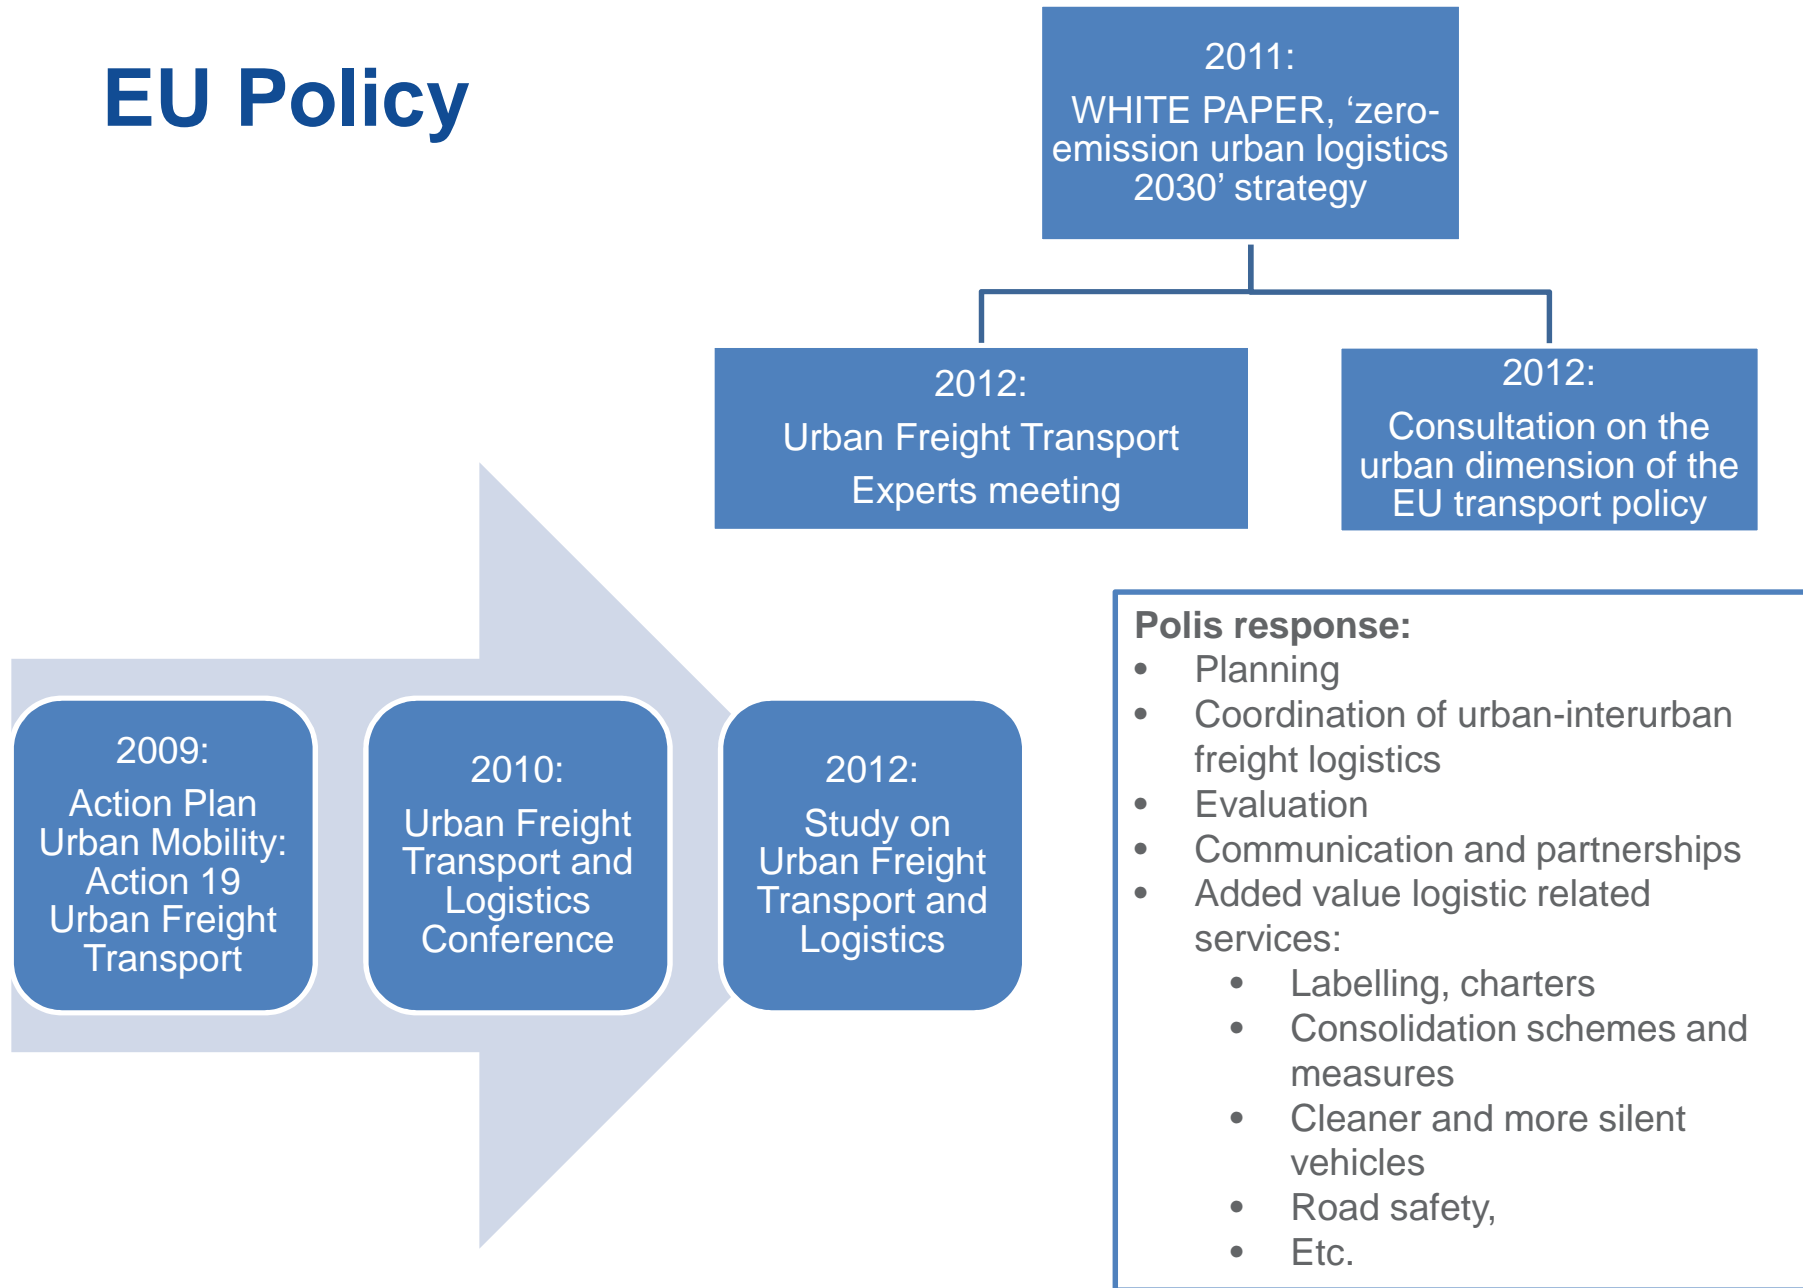 EU Policy
2011:
WHITE PAPER, ‘zero-
emission urban logistics
2030’ strategy
2012:
Urban Freight Transport
Experts meeting
2012:
Consultation on the
urban dimension of the
EU transport policy
2009:
Action Plan
Urban Mobility:
Action 19
Urban Freight
Transport
2010:
Urban Freight
Transport and
Logistics
Conference
2012:
Study on
Urban Freight
Transport and
Logistics
Polis response:
• Planning
• Coordination of urban-interurban
freight logistics
• Evaluation
• Communication and partnerships
• Added value logistic related
services:
• Labelling, charters
• Consolidation schemes and
measures
• Cleaner and more silent
vehicles
• Road safety,
• Etc.